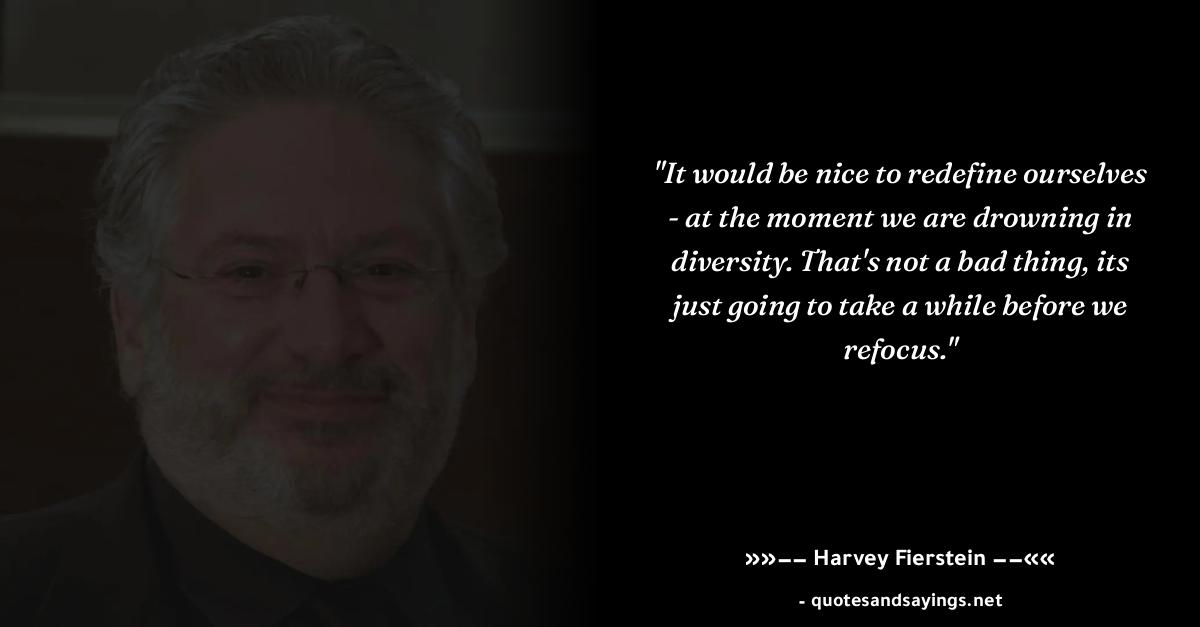 "It would be nice to redefine ourselves
- at the moment we are drowning in
diversity. That's not a bad thing, its
just going to take a while before we
refocus."
»»−− Harvey Fierstein −−««
- quotesandsayings.net